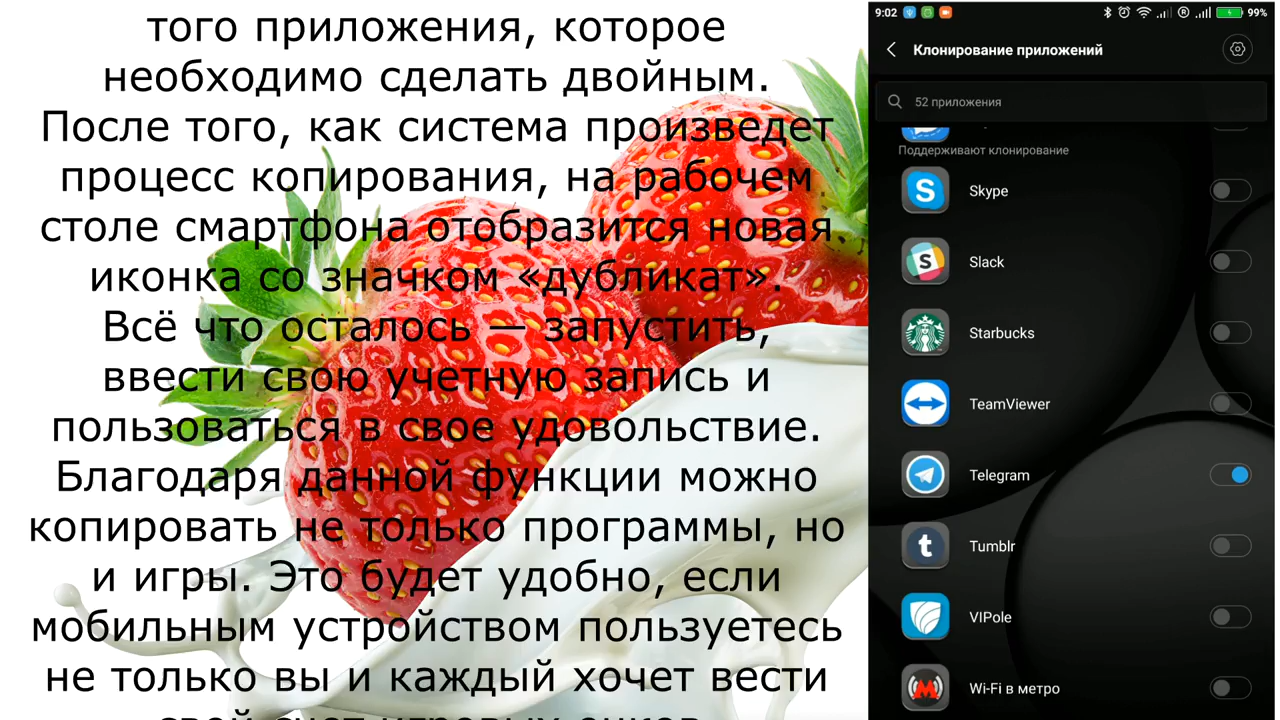 того приложения, которое
необходимо сделать двойным.
После того, как система произведет
процесс копирования, на рабочем
столе смартфона отобразится новая
иконка со значком «дубликат».
Всё что осталось — запустить,
ввести свою учетную запись и
пользоваться в свое удовольствие.
Благодаря данной функции можно
копировать не только программы, но
и игры. Это будет удобно, если
мобильным устройством пользуетесь
не только вы и каждый хочет вести
свой счет игровых очков.
9:02 99%
Клонирование приложений
52 приложения
Поддерживают клонирование
Skype
Slack
Starbucks
TeamViewer
Telegram
Tumblr
VIPole
Wi-Fi в метро